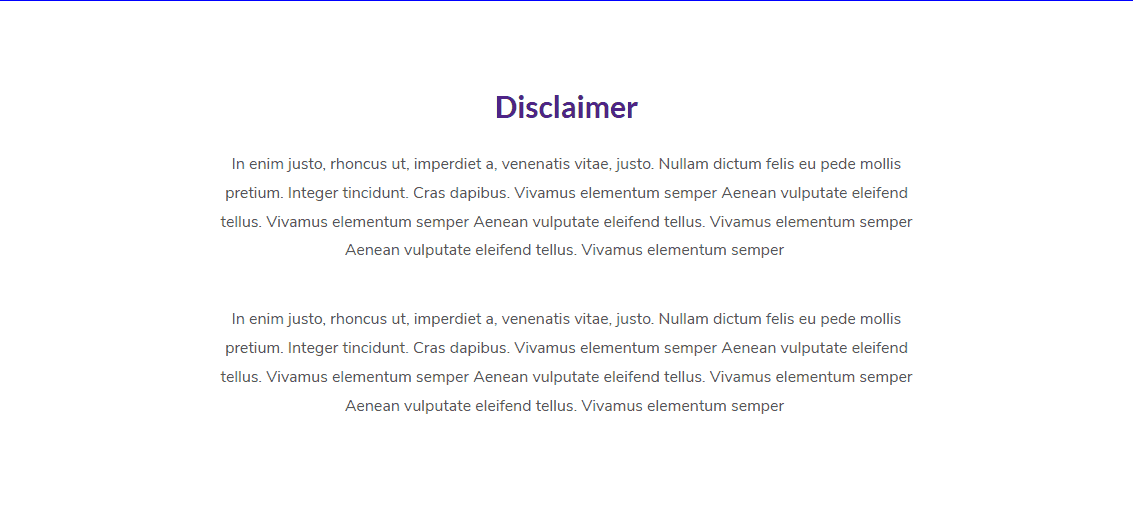 Disclaimer
In enim justo, rhoncus ut, imperdiet a, venenatis vitae, justo. Nullam dictum felis eu pede mollis
pretium. Integer tincidunt. Cras dapibus. Vivamus elementum semper Aenean vulputate eleifend
tellus. Vivamus elementum semper Aenean vulputate eleifend tellus. Vivamus elementum semper
Aenean vulputate eleifend tellus. Vivamus elementum semper
In enim justo, rhoncus ut, imperdiet a, venenatis vitae, justo. Nullam dictum felis eu pede mollis
pretium. Integer tincidunt. Cras dapibus. Vivamus elementum semper Aenean vulputate eleifend
tellus. Vivamus elementum semper Aenean vulputate eleifend tellus. Vivamus elementum semper
Aenean vulputate eleifend tellus. Vivamus elementum semper